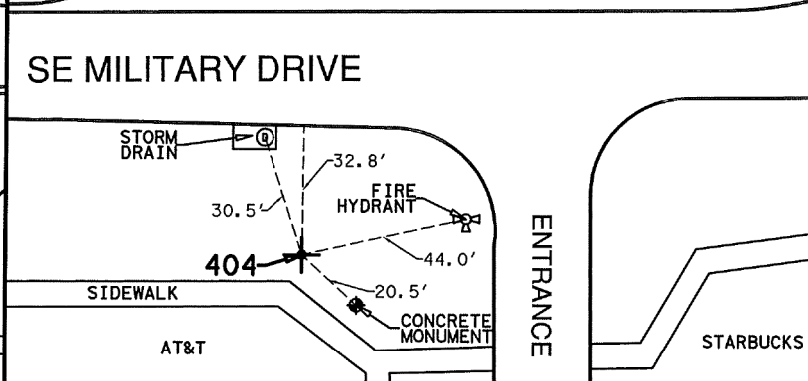 SE MILITARY DRIVE
STORM
DRAIN
32.8'
FIRE
HYDRANT
30.5'
404
44.0'
ENTRANCE
20.5'
SIDEWALK
CONCRETE
MONUMENT
AT&T
STARBUCKS